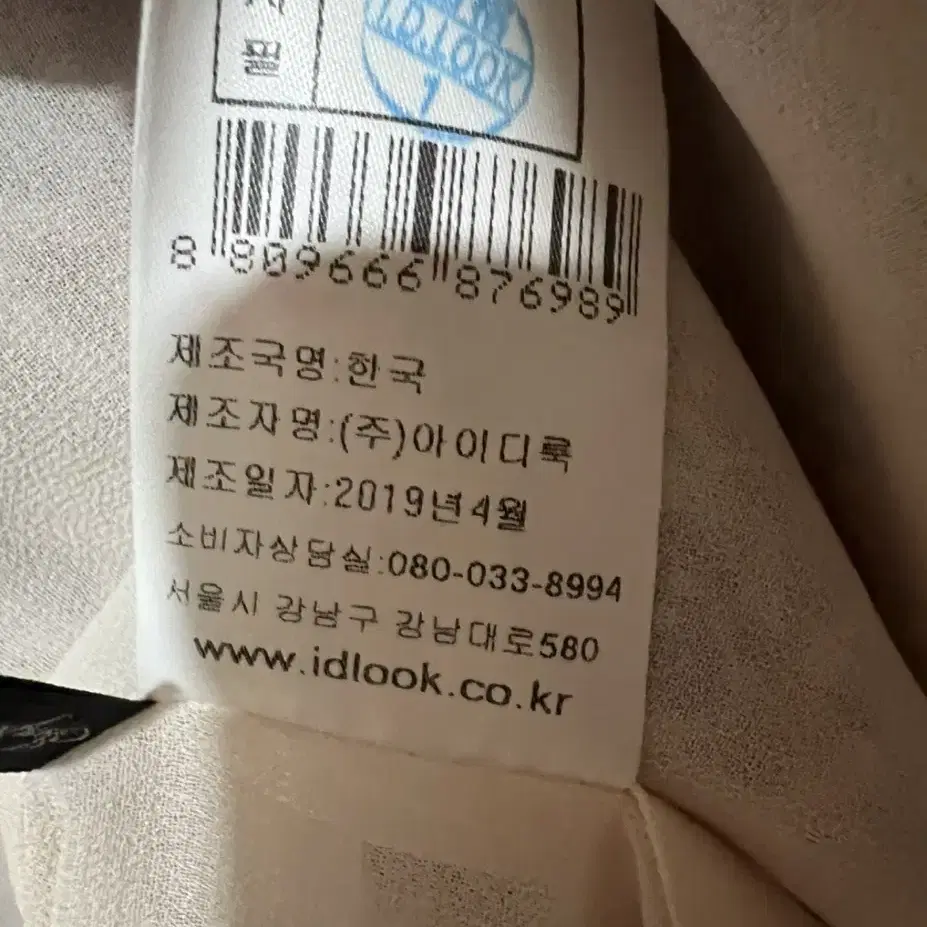 필
I.D.LOOK
8 809666 876989
제조국명:한국
제조자명:(주)아이디룩
제조일자:2019년4월
소비자상담실:080-033-8994
서울시 강남구 강남대로580
www.idlook.co.kr